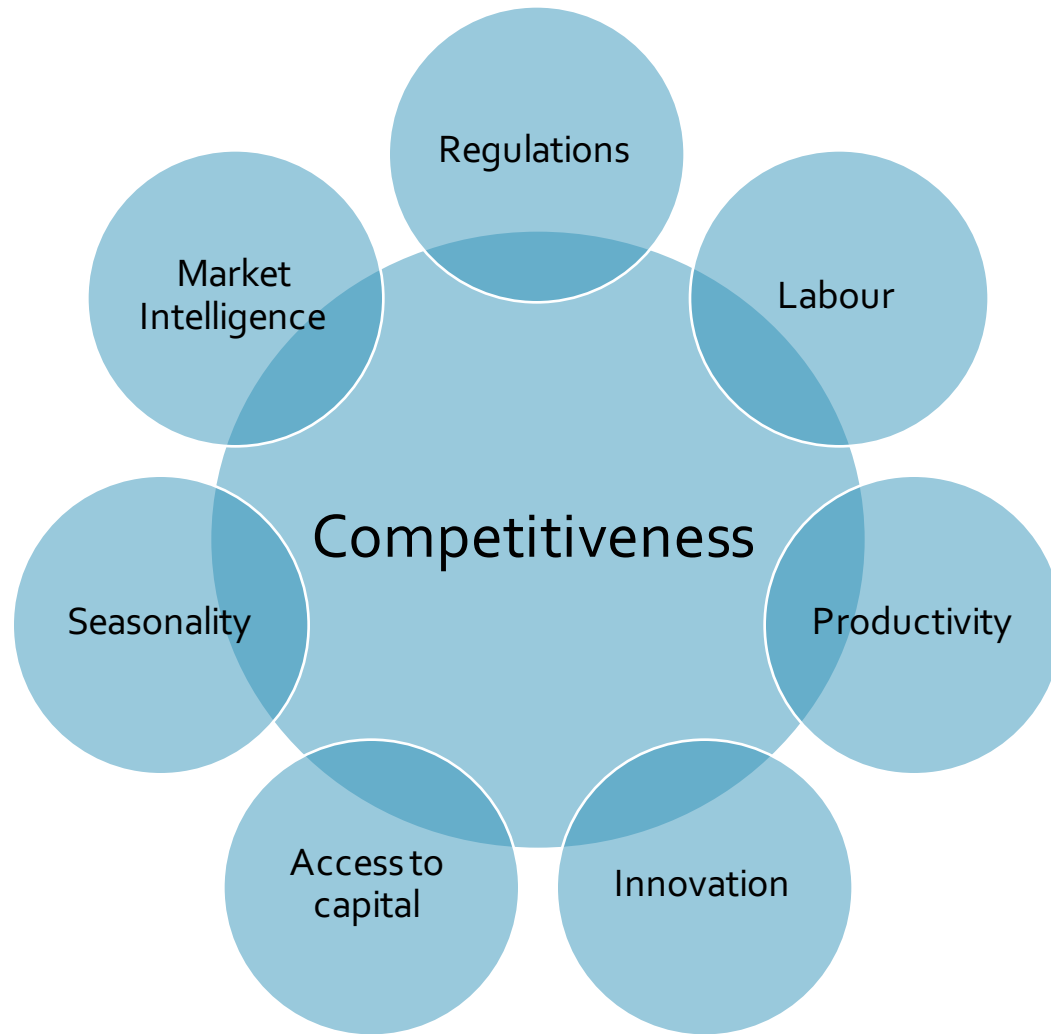 Regulations
Labour
Productivity
Innovation
Access to
capital
Seasonality
Market
Intelligence
Competitiveness